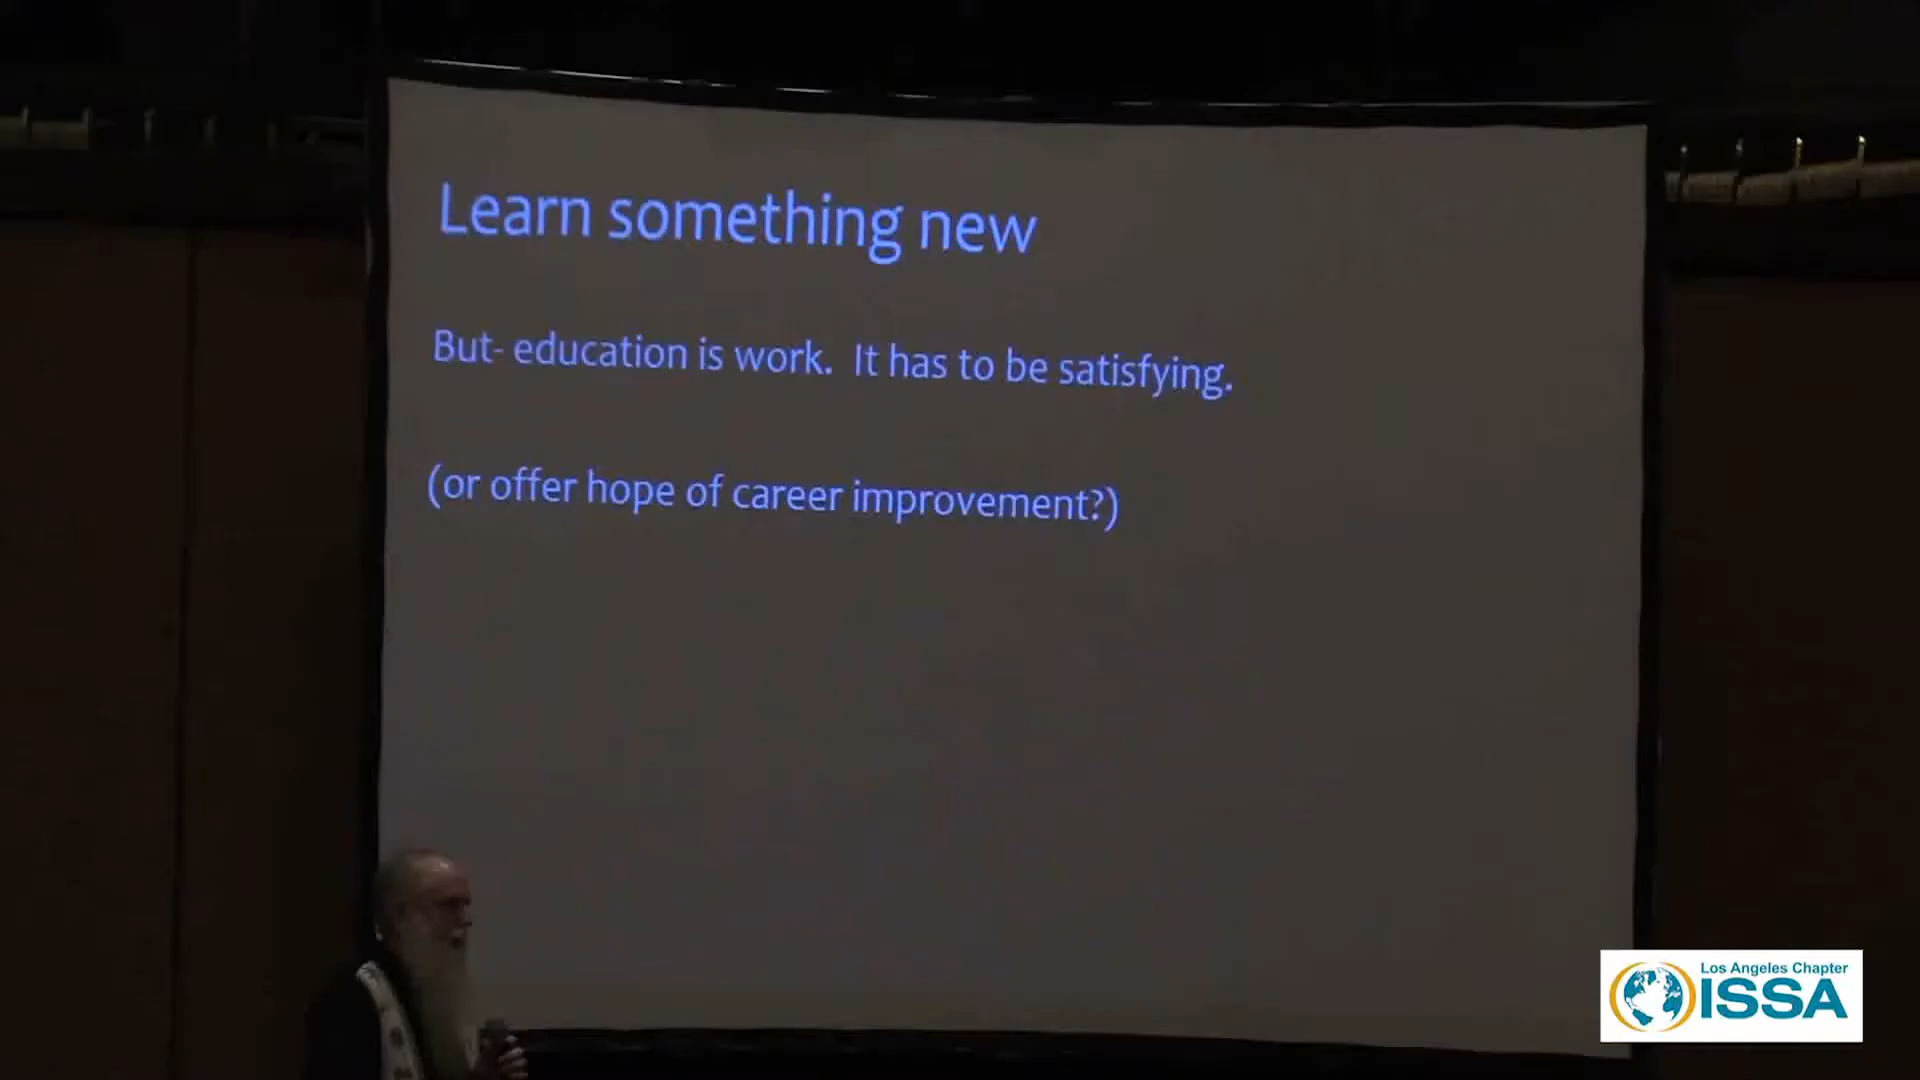 Learn something new
But- education is work.  It has to be satisfying.
(or offer hope of career improvement?)
Los Angeles Chapter
ISSA